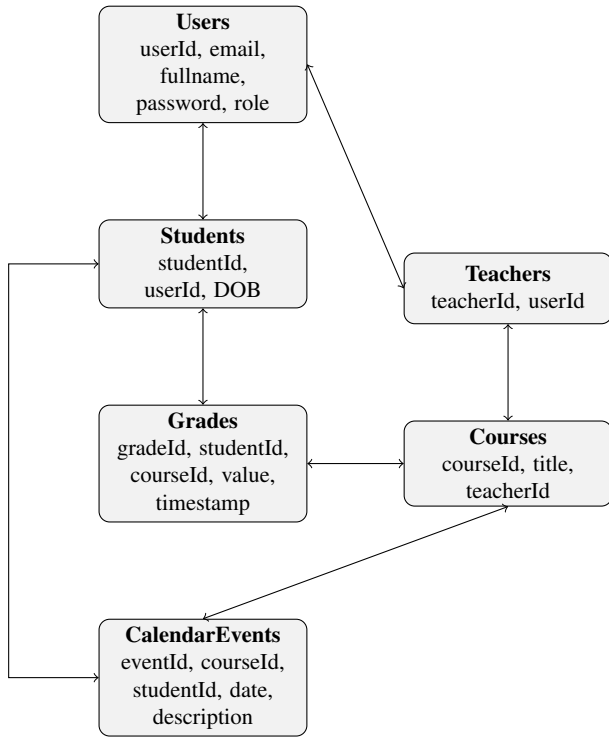 Users
userId, email,
fullname,
password, role
Students
studentId,
userId, DOB
Teachers
teacherId, userId
Grades
gradeId, studentId,
courseId, value,
timestamp
Courses
courseId, title,
teacherId
CalendarEvents
eventId, courseId,
studentId, date,
description